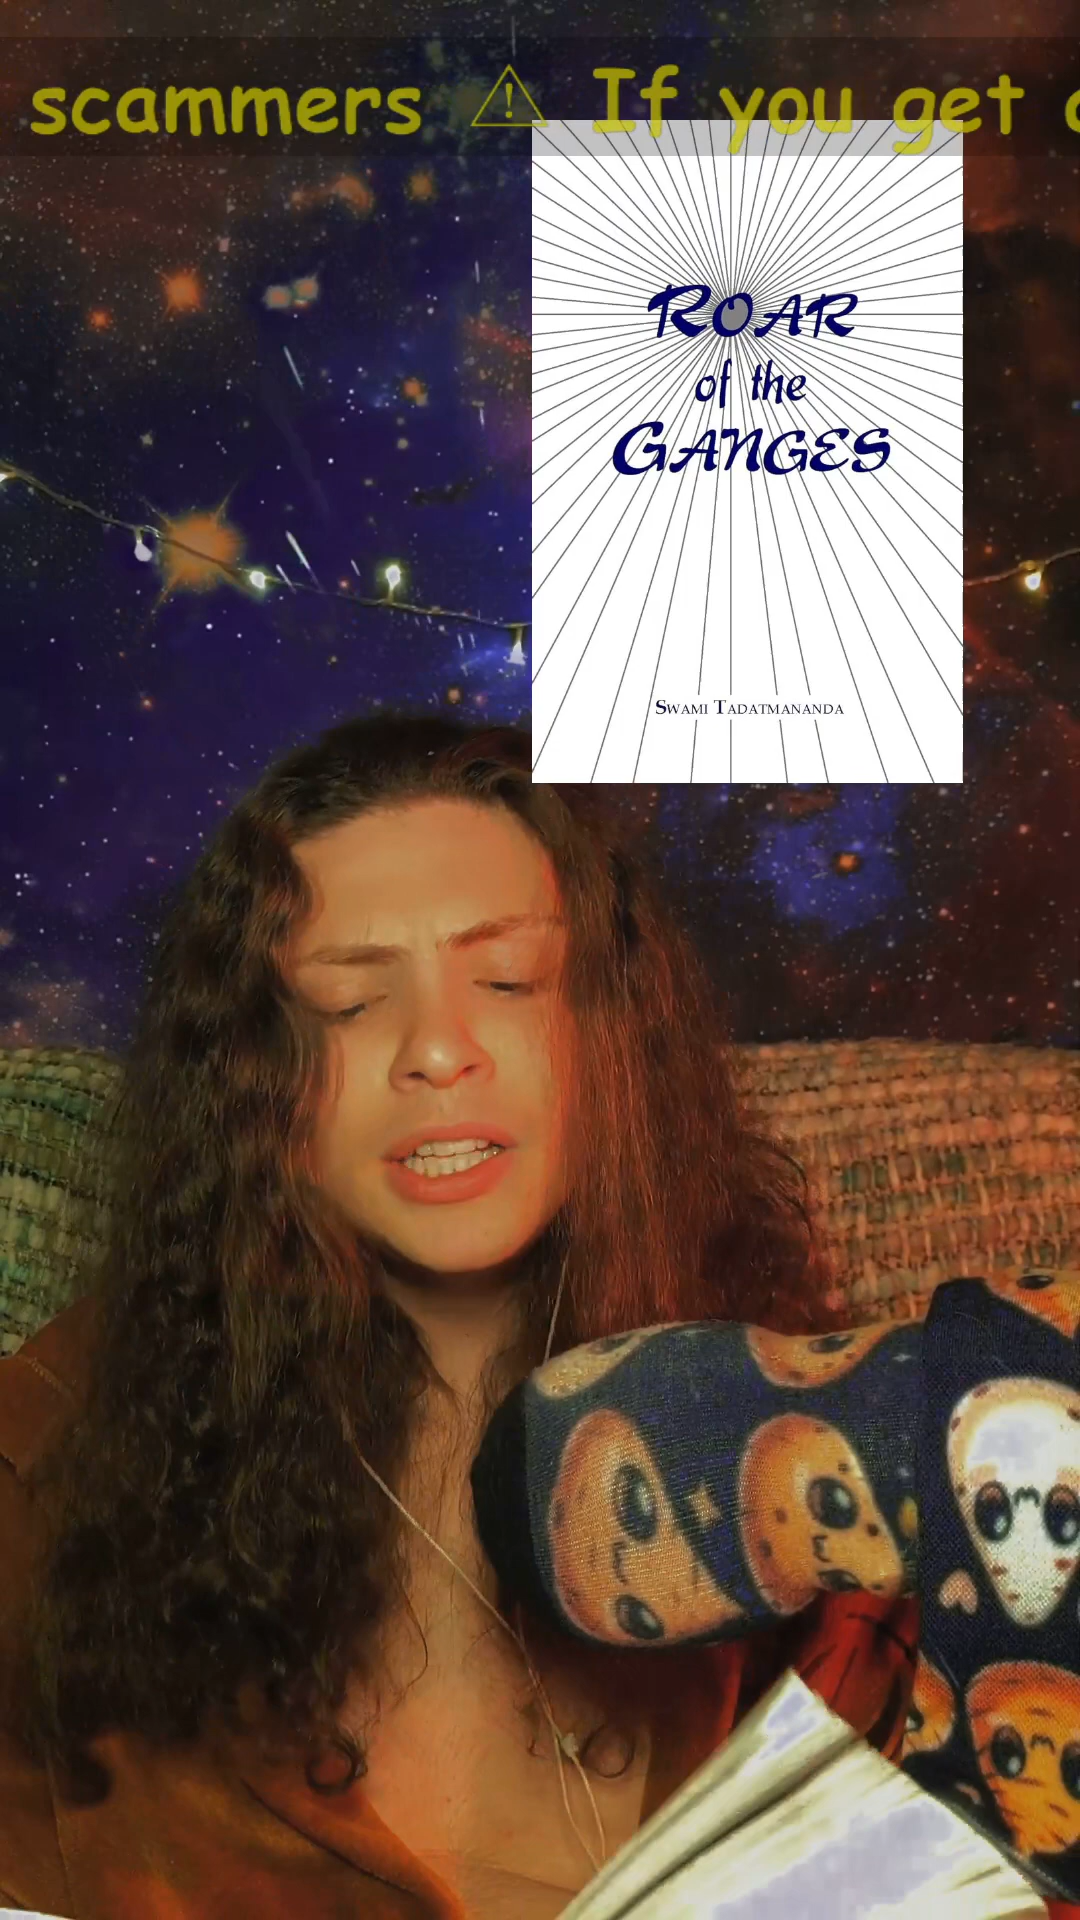 scammers ⚠ If you get
ROAR
of the
GANGES
SWAMI TADATMANANDA